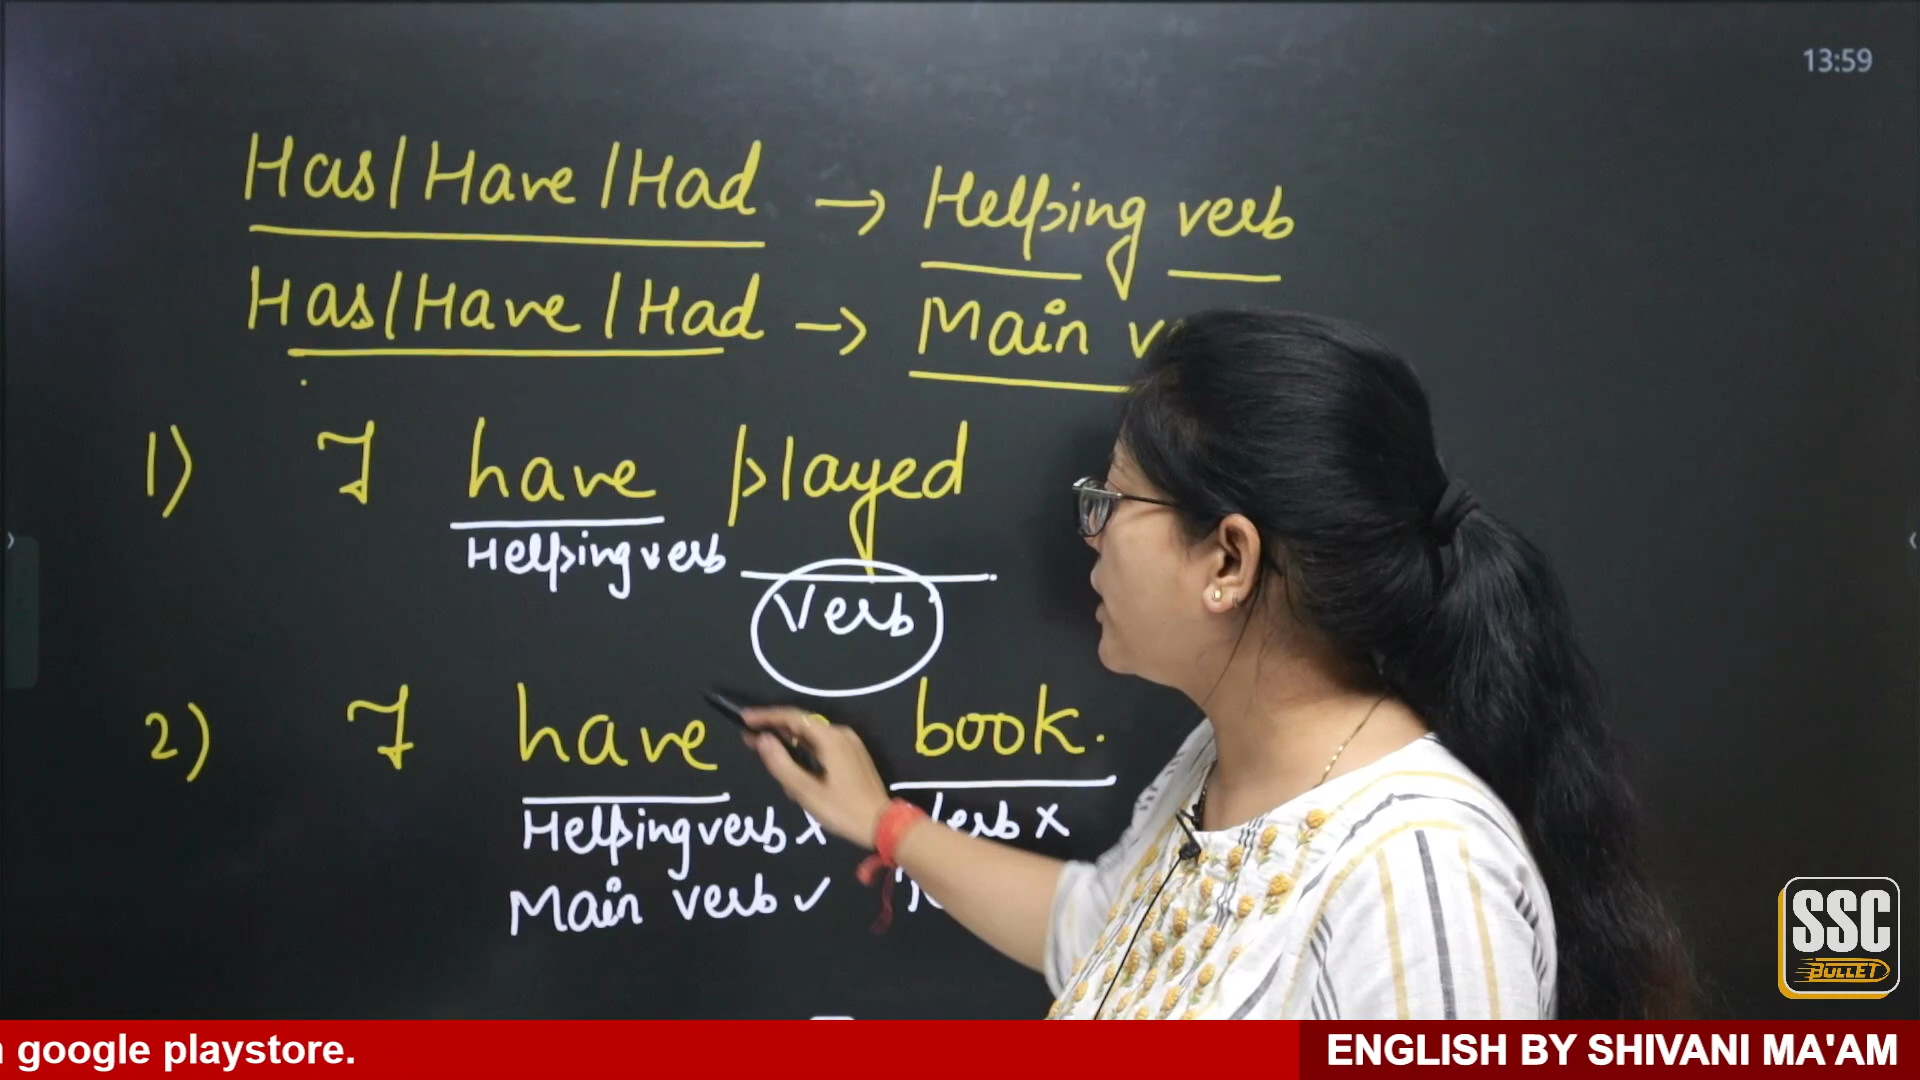 13:59
Has/Have/Had → Helping verb
Has/Have/Had → Main
1) I have played
Helping verb
Verb
2) I have book.
Helping verb x verb x
Main verb ✓
SSC
BULLET
google playstore.
ENGLISH BY SHIVANI MA'AM